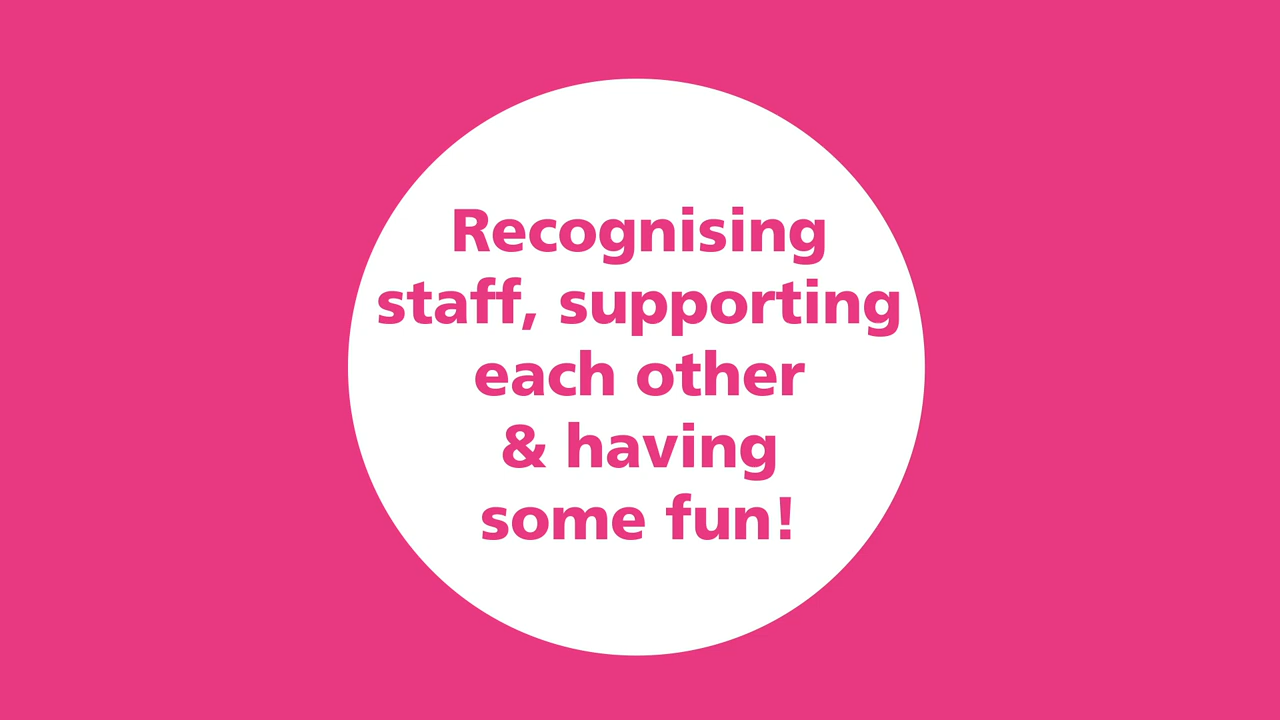 Recognising
staff, supporting
each other
& having
some fun!